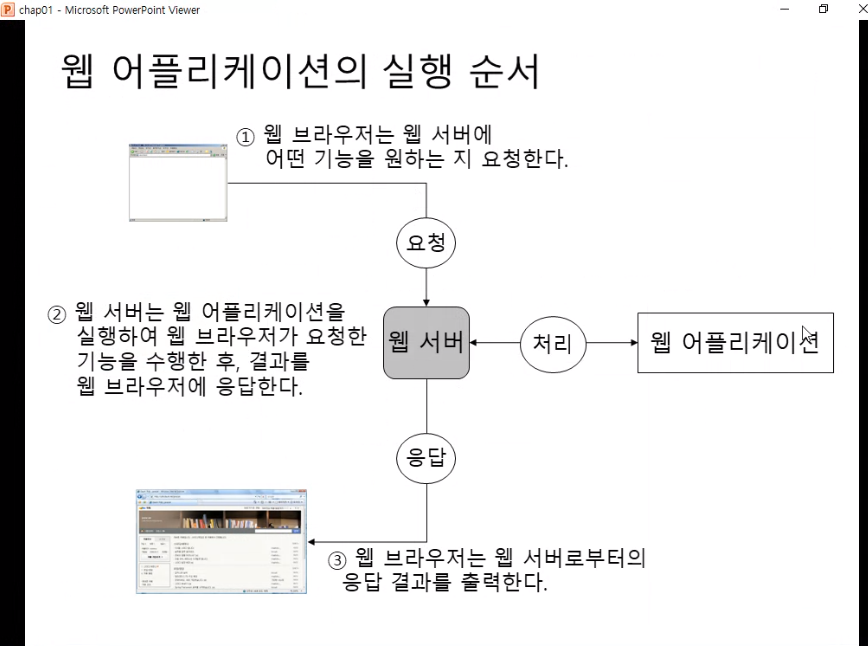 chap01 - Microsoft PowerPoint Viewer
웹 어플리케이션의 실행 순서
① 웹 브라우저는 웹 서버에
어떤 기능을 원하는 지 요청한다.
요청
② 웹 서버는 웹 어플리케이션을
실행하여 웹 브라우저가 요청한
기능을 수행한 후, 결과를
웹 브라우저에 응답한다.
웹 서버
처리
웹 어플리케이션
응답
③ 웹 브라우저는 웹 서버로부터의
응답 결과를 출력한다.